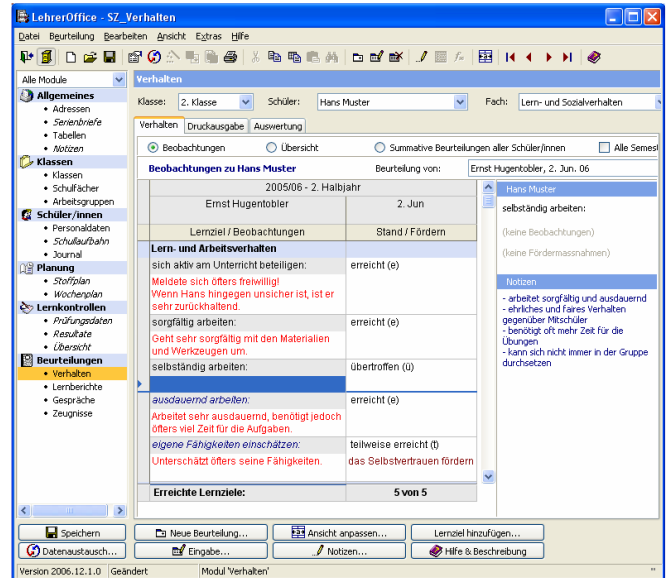 LehrerOffice - SZ_Verhalten
Datei Beurteilung Bearbeiten Ansicht Extras Hilfe
Alle Module
Allgemeines
• Adressen
• Serienbriefe
• Tabellen
• Notizen
Klassen
• Klassen
• Schulfächer
• Arbeitsgruppen
Schüler/innen
• Personaldaten
• Schullaufbahn
• Journal
Planung
• Stoffplan
• Wochenplan
Lernkontrollen
• Prüfungsdaten
• Resultate
• Übersicht
Beurteilungen
• Verhalten
• Lernberichte
• Gespräche
• Zeugnisse
Verhalten
Klasse: 2. Klasse Schüler: Hans Muster Fach: Lern- und Sozialverhalten
Verhalten Druckausgabe Auswertung
Beobachtungen Übersicht Summative Beurteilungen aller Schüler/innen Alle Semest
Beobachtungen zu Hans Muster Beurteilung von: Ernst Hugentobler, 2. Jun. 06
2005/06 - 2. Halbjahr
Ernst Hugentobler 2. Jun
Lernziel / Beobachtungen Stand / Fördern
Lern- und Arbeitsverhalten
sich aktiv am Unterricht beteiligen: erreicht (e)
Meldete sich öfters freiwillig!
Wenn Hans hingegen unsicher ist, ist er
sehr zurückhaltend.
sorgfältig arbeiten: erreicht (e)
Geht sehr sorgfältig mit den Materialien
und Werkzeugen um.
selbständig arbeiten: übertroffen (ü)
ausdauernd arbeiten: erreicht (e)
Arbeitet sehr ausdauernd, benötigt jedoch
öfters viel Zeit für die Aufgaben.
eigene Fähigkeiten einschätzen: teilweise erreicht (t)
Unterschätzt öfters seine Fähigkeiten. das Selbstvertrauen fördern
Erreichte Lernziele: 5 von 5
Hans Muster
selbständig arbeiten:
(keine Beobachtungen)
(keine Fördermassnahmen)
Notizen
- arbeitet sorgfältig und ausdauernd
- ehrliches und faires Verhalten
gegenüber Mitschüler
- benötigt oft mehr Zeit für die
Übungen
- kann sich nicht immer in der Gruppe
durchsetzen
Speichern Neue Beurteilung... Ansicht anpassen... Lernziel hinzufügen...
Datenaustausch... Eingabe... Notizen... Hilfe & Beschreibung
Version 2006.12.1.0 Geändert Modul 'Verhalten'